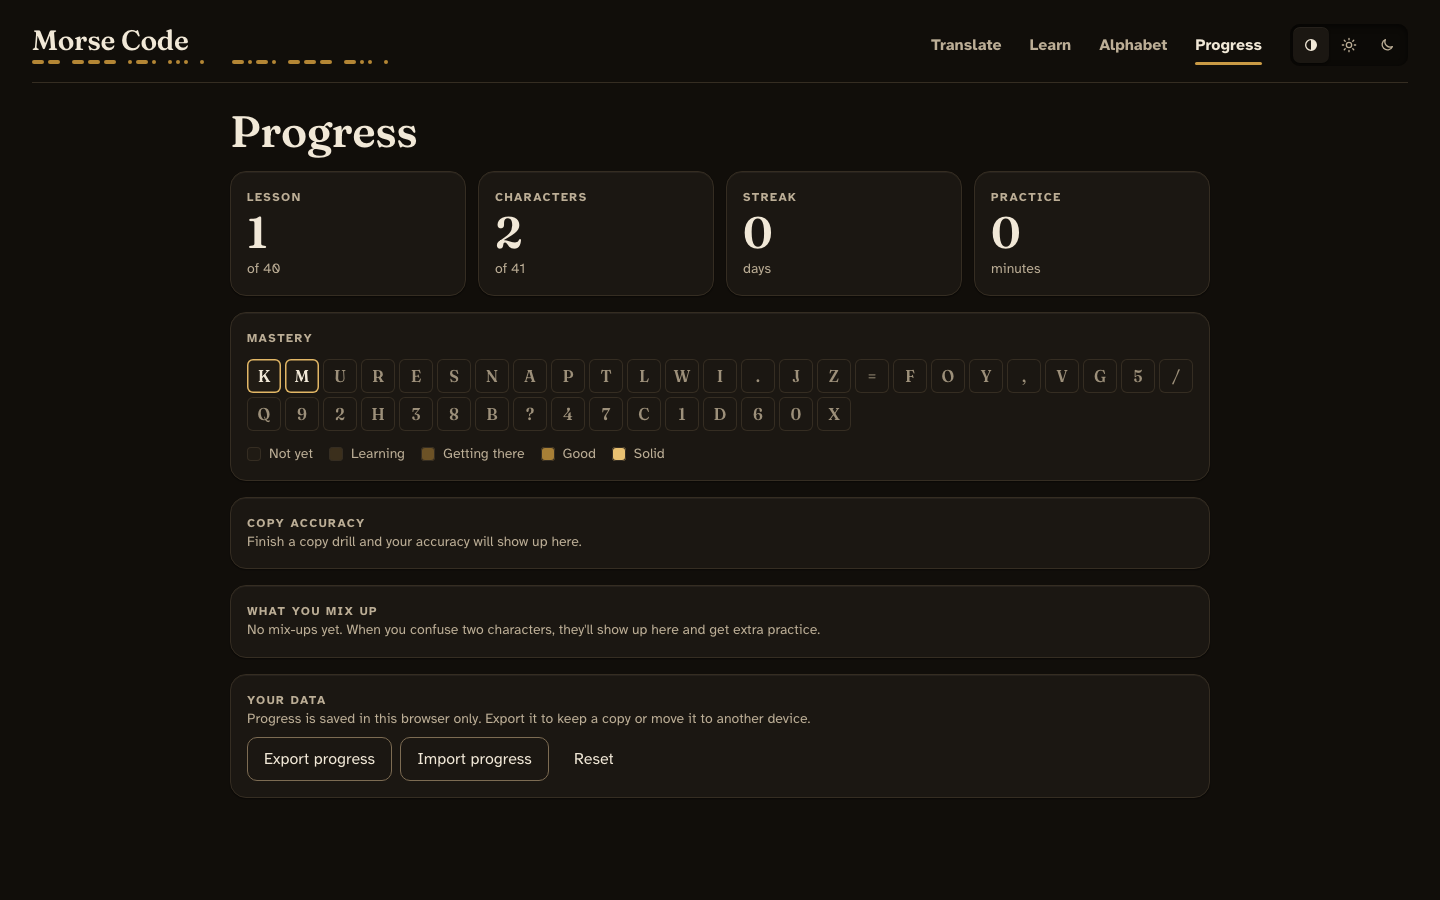 Morse Code
Translate Learn Alphabet Progress
Progress
LESSON
1
of 40
CHARACTERS
2
of 41
STREAK
0
days
PRACTICE
0
minutes
MASTERY
K M U R E S N A P T L W I . J Z = F O Y , V G 5 /
Q 9 2 H 3 8 B ? 4 7 C 1 D 6 0 X
Not yet Learning Getting there Good Solid
COPY ACCURACY
Finish a copy drill and your accuracy will show up here.
WHAT YOU MIX UP
No mix-ups yet. When you confuse two characters, they'll show up here and get extra practice.
YOUR DATA
Progress is saved in this browser only. Export it to keep a copy or move it to another device.
Export progress Import progress Reset